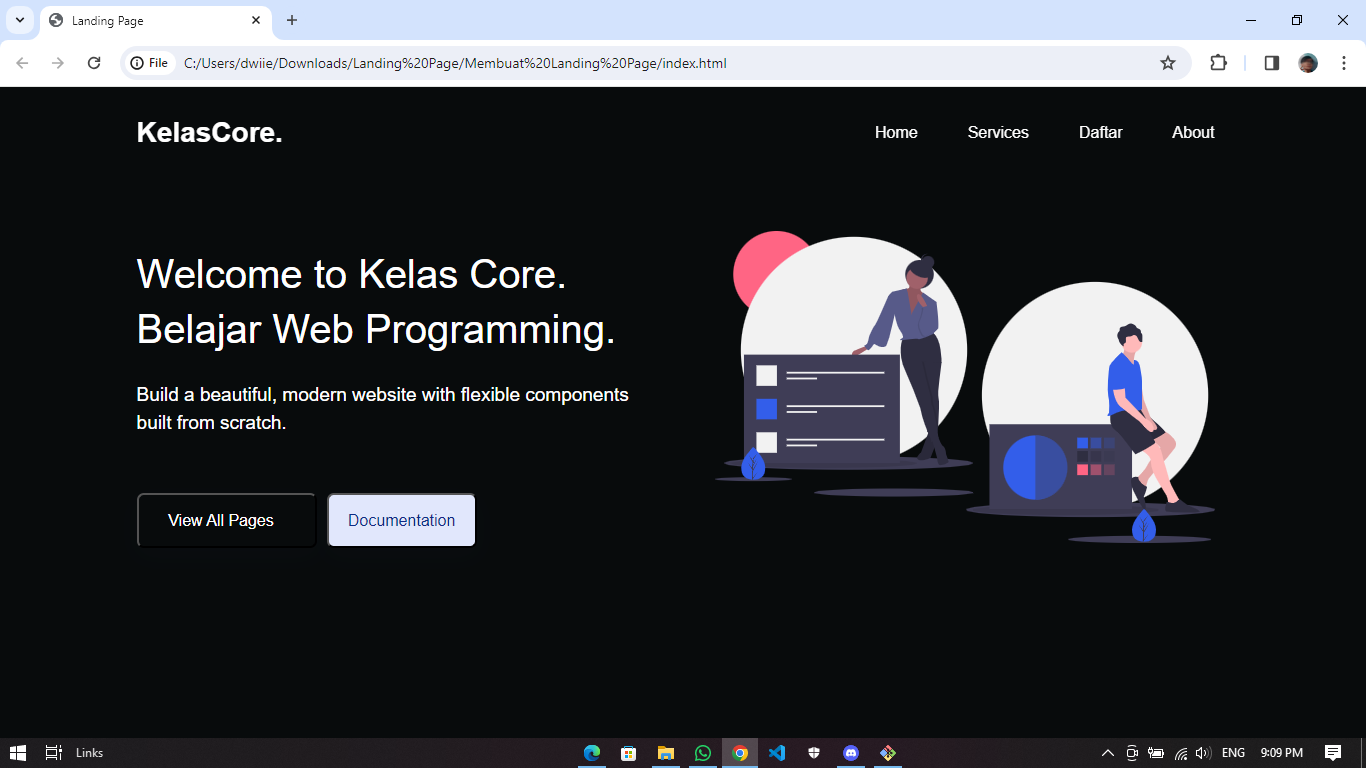 Landing Page
File
C:/Users/dwiie/Downloads/Landing%20Page/Membuat%20Landing%20Page/index.html
KelasCore.
Home
Services
Daftar
About
Welcome to Kelas Core.
Belajar Web Programming.
Build a beautiful, modern website with flexible components
built from scratch.
View All Pages
Documentation
Links
ENG
9:09 PM